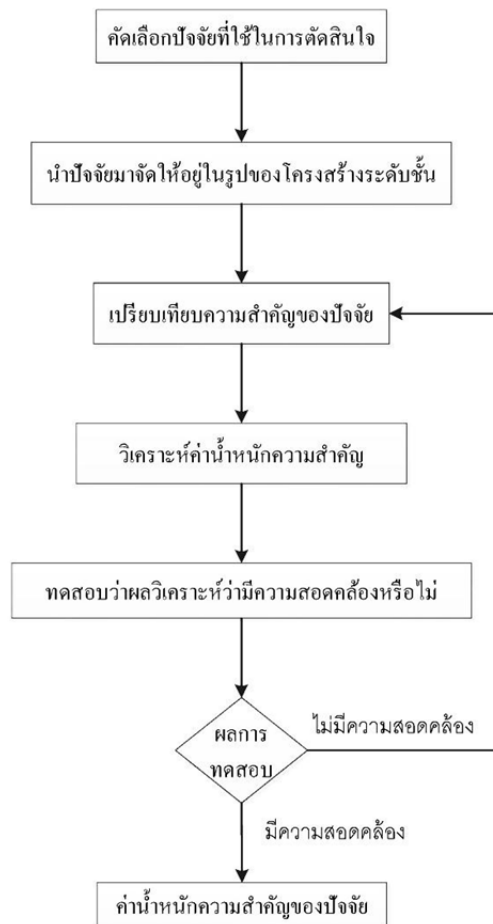 คัดเลือกปัจจัยที่ใช้ในการตัดสินใจ
นำปัจจัยมาจัดให้อยู่ในรูปของโครงสร้างระดับชั้น
เปรียบเทียบความสำคัญของปัจจัย
วิเคราะห์ค่าน้ำหนักความสำคัญ
ทดสอบว่าผลวิเคราะห์ว่ามีความสอดคล้องหรือไม่
ผลการ
ทดสอบ
ไม่มีความสอดคล้อง
มีความสอดคล้อง
ค่าน้ำหนักความสำคัญของปัจจัย